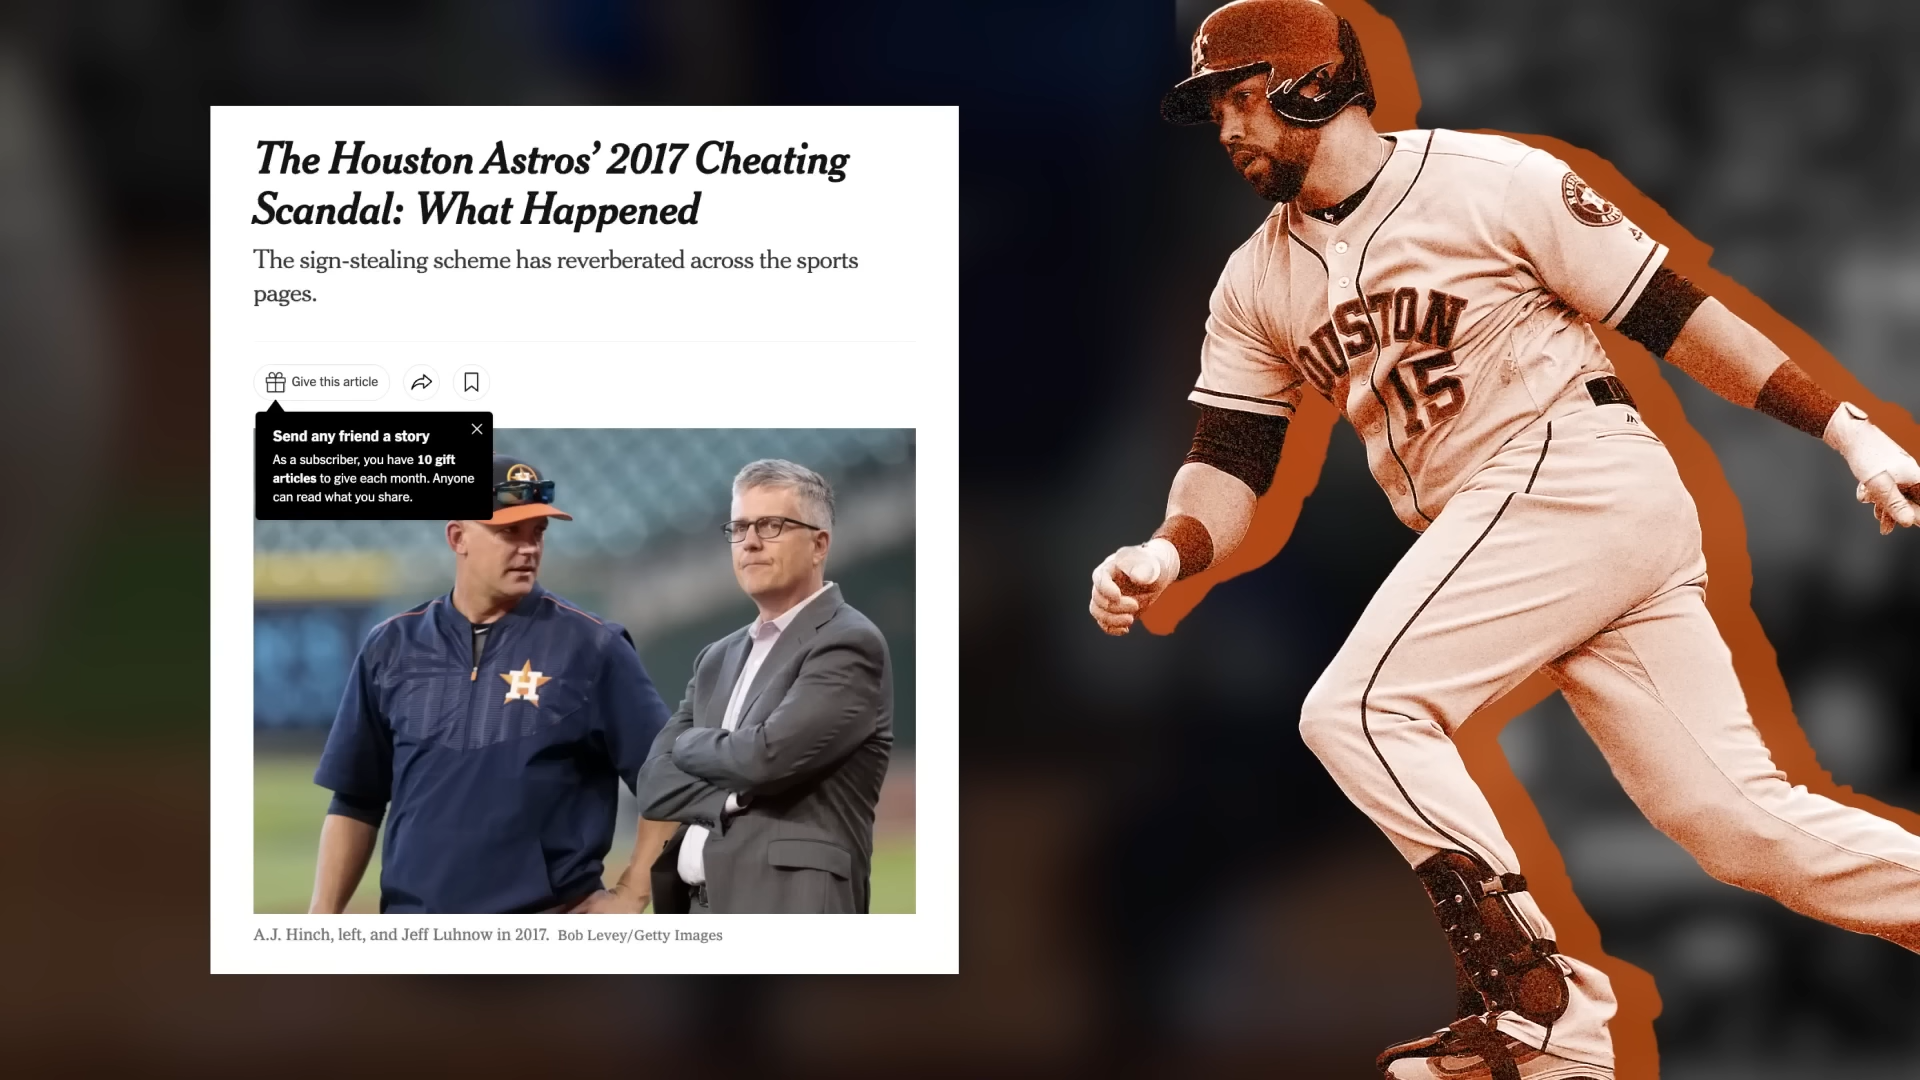 The Houston Astros’ 2017 Cheating
Scandal: What Happened
The sign-stealing scheme has reverberated across the sports
pages.
Give this article
Send any friend a story
As a subscriber, you have 10 gift
articles to give each month. Anyone
can read what you share.
H
A.J. Hinch, left, and Jeff Luhnow in 2017. Bob Levey/Getty Images
H
HOUSTON
15